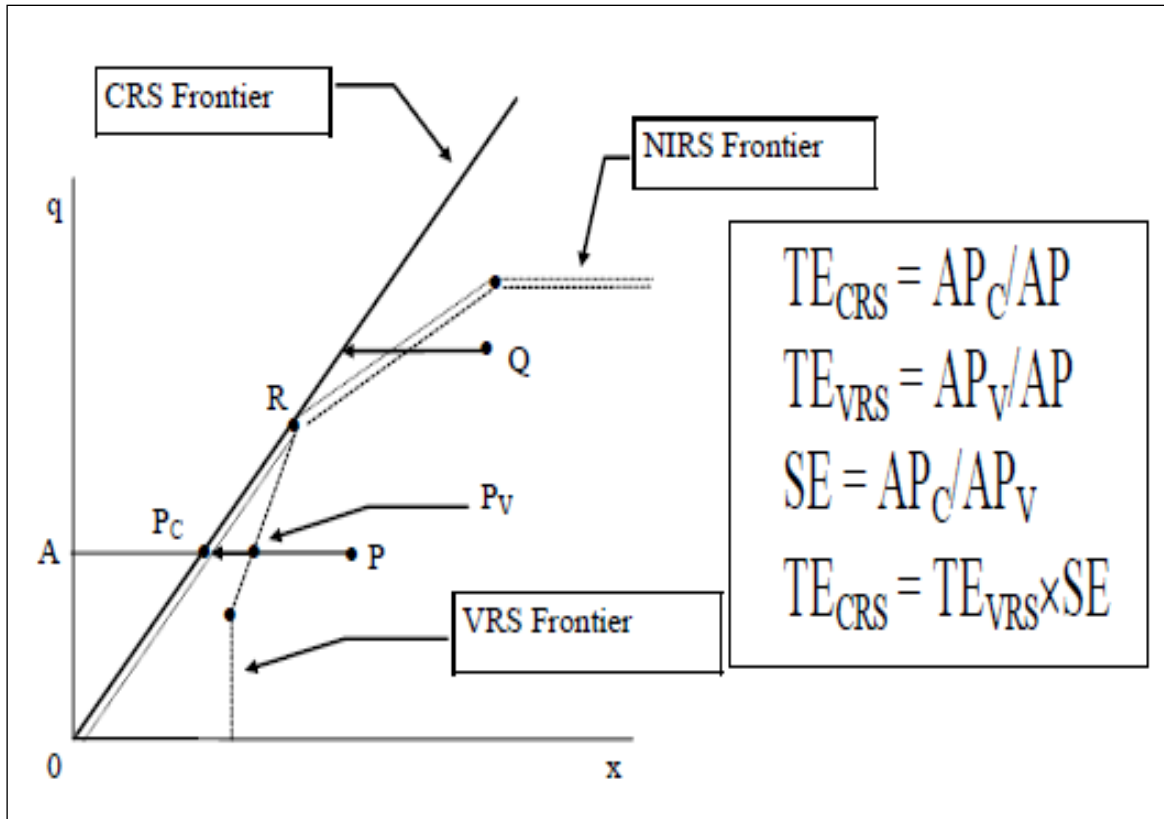 CRS Frontier
NIRS Frontier
q
TE_CRS = AP_C/AP
TE_VRS = AP_V/AP
SE = AP_C/AP_V
TE_CRS = TE_VRS×SE
Q
R
P_C
P_V
A
P
VRS Frontier
0
x